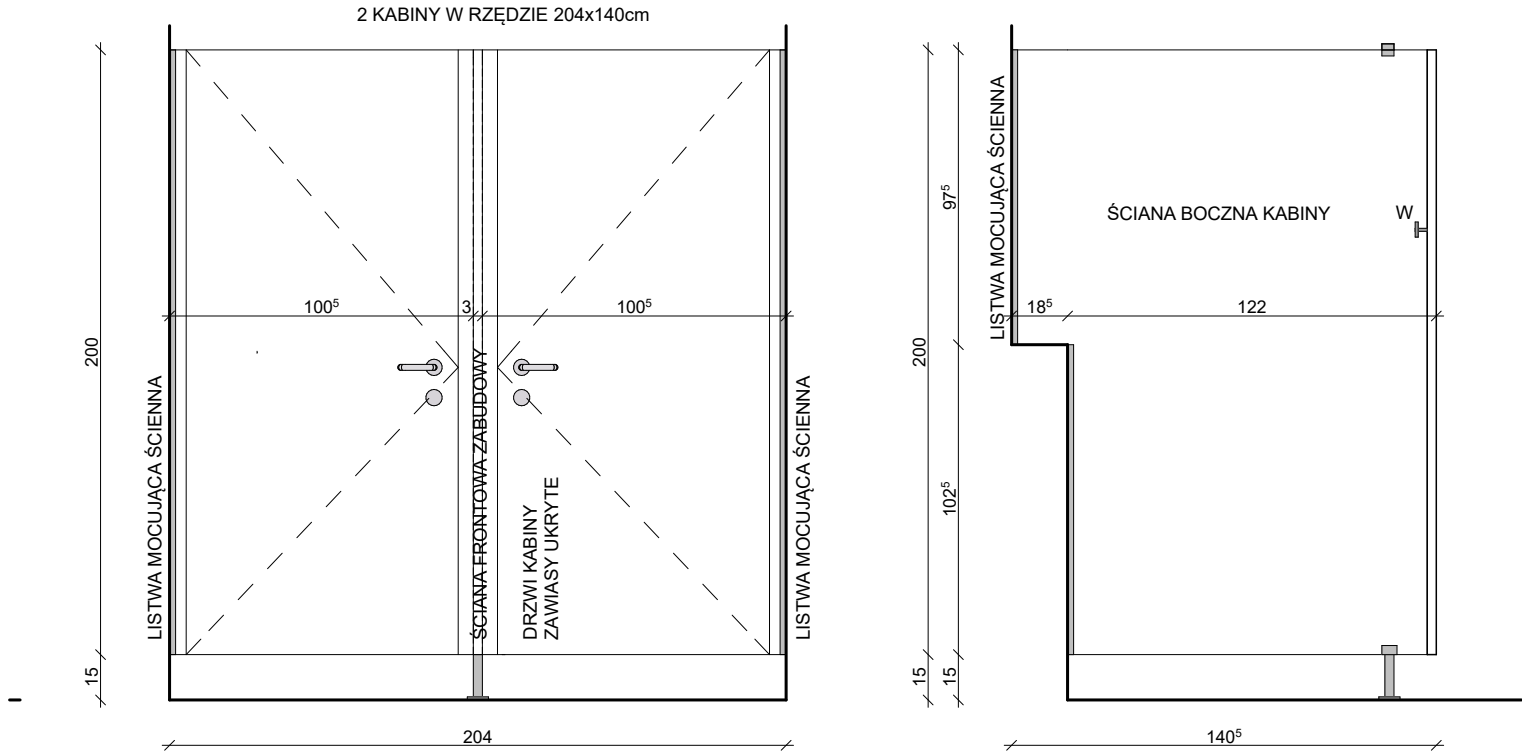 2 KABINY W RZĘDZIE 204x140cm
200
15
LISTWA MOCUJĄCA ŚCIENNA
100⁵
3
100⁵
ŚCIANA FRONTOWA ZABUDOWY
DRZWI KABINY
ZAWIASY UKRYTE
LISTWA MOCUJĄCA ŚCIENNA
204
200
15
97⁵
102⁵
15
LISTWA MOCUJĄCA ŚCIENNA
ŚCIANA BOCZNA KABINY
W
18⁵
122
140⁵